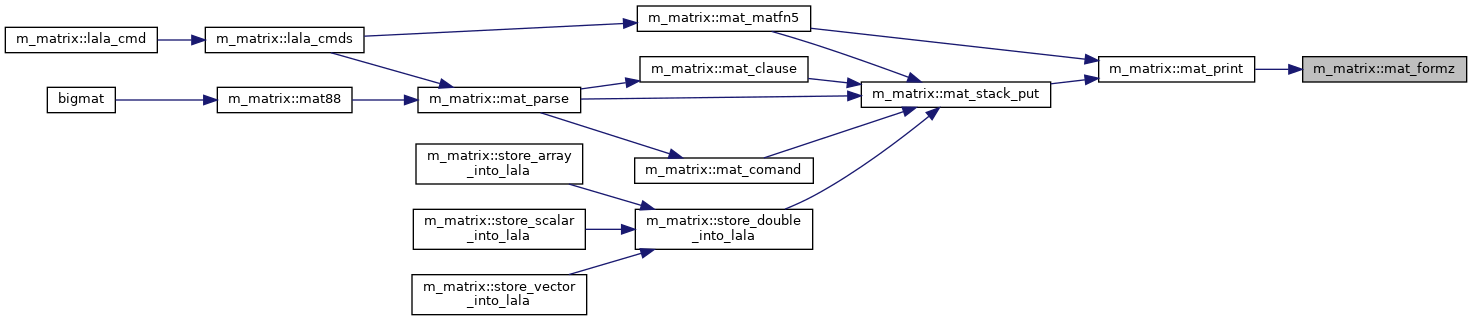 m_matrix::mat_matfn5
m_matrix::lala_cmd
m_matrix::lala_cmds
m_matrix::mat_clause
m_matrix::mat_print
m_matrix::mat_formz
bigmat
m_matrix::mat88
m_matrix::mat_parse
m_matrix::mat_stack_put
m_matrix::store_array
_into_lala
m_matrix::mat_comand
m_matrix::store_scalar
_into_lala
m_matrix::store_double
_into_lala
m_matrix::store_vector
_into_lala